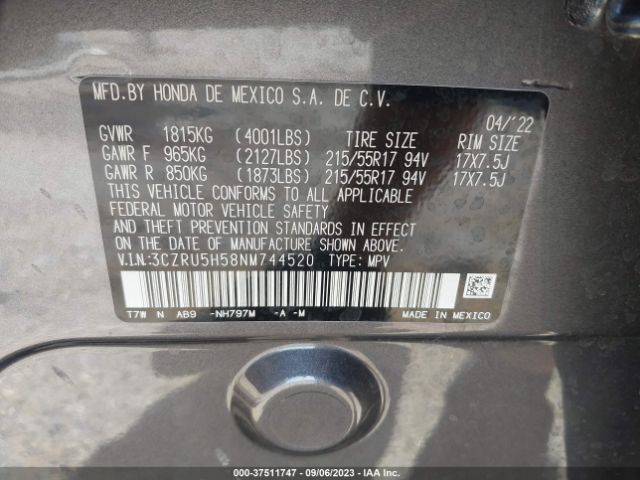 MFD.BY HONDA DE MEXICO S.A. DE C.V.
04/'22
GVWR 1815KG (4001LBS) TIRE SIZE RIM SIZE
GAWR F 965KG (2127LBS) 215/55R17 94V 17X7.5J
GAWR R 850KG (1873LBS) 215/55R17 94V 17X7.5J
THIS VEHICLE CONFORMS TO ALL APPLICABLE
FEDERAL MOTOR VEHICLE SAFETY
AND THEFT PREVENTION STANDARDS IN EFFECT
ON THE DATE OF MANUFACTURE SHOWN ABOVE.
V.I.N.:3CZRU5H58NM744520 TYPE: MPV
T7W N AB9 -NH797M -A -M
MADE IN MEXICO
000-37511747 - 09/06/2023 - IAA Inc.